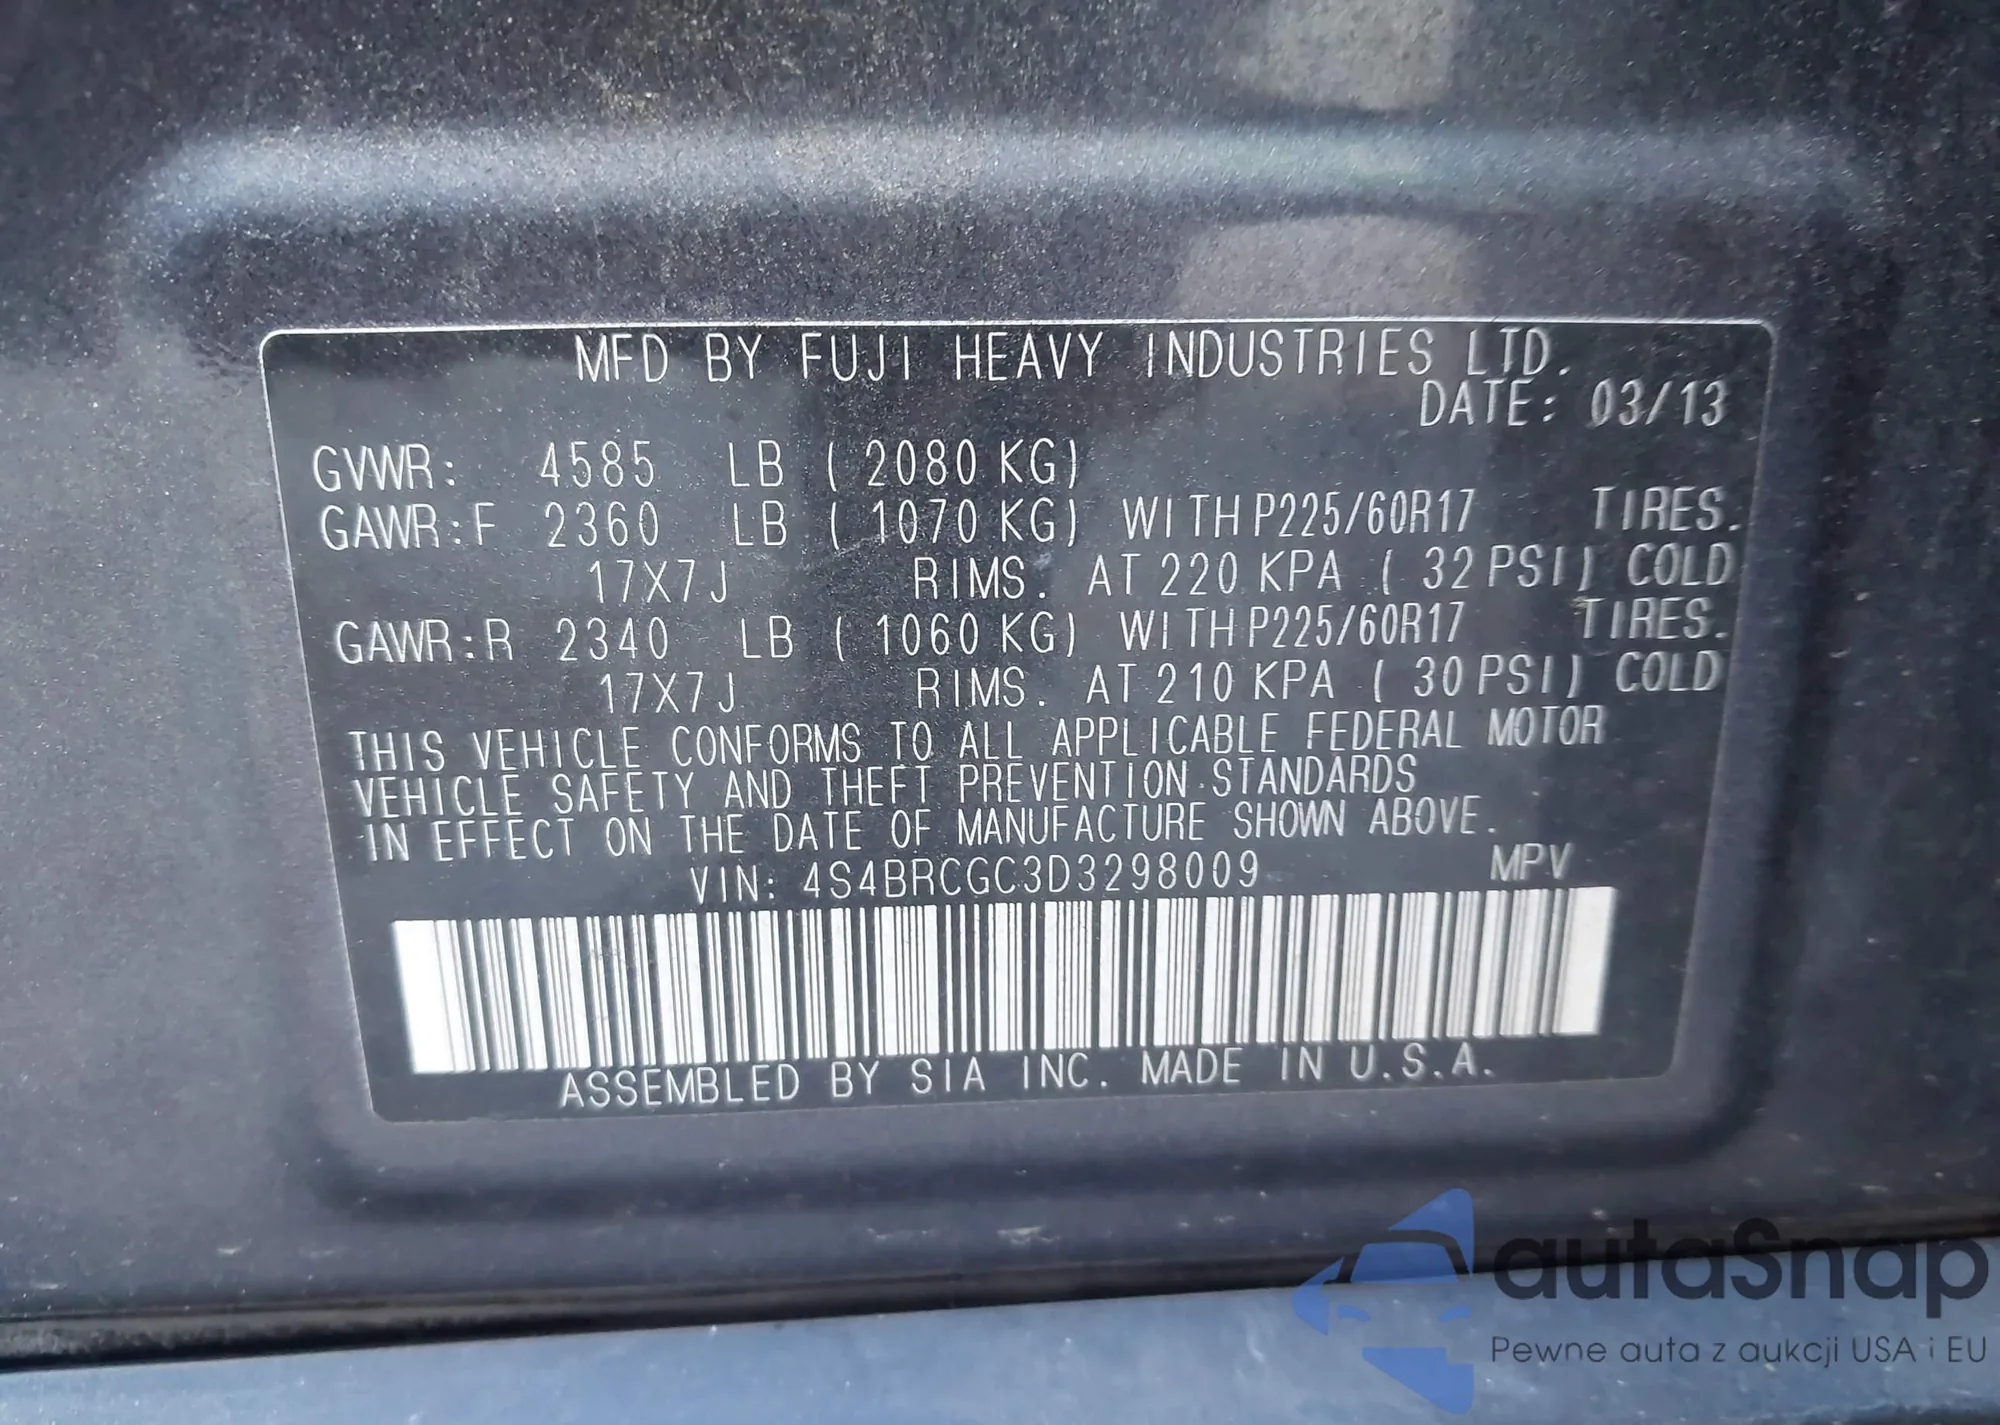 MFD BY FUJI HEAVY INDUSTRIES LTD.
DATE: 03/13
GVWR: 4585 LB ( 2080 KG)
GAWR:F 2360 LB ( 1070 KG) WITH P225/60R17 TIRES.
17X7J RIMS. AT 220 KPA ( 32 PSI) COLD
GAWR:R 2340 LB ( 1060 KG) WITH P225/60R17 TIRES.
17X7J RIMS. AT 210 KPA ( 30 PSI) COLD
THIS VEHICLE CONFORMS TO ALL APPLICABLE FEDERAL MOTOR
VEHICLE SAFETY AND THEFT PREVENTION STANDARDS
IN EFFECT ON THE DATE OF MANUFACTURE SHOWN ABOVE.
VIN: 4S4BRCGC3D3298009 MPV
ASSEMBLED BY SIA INC. MADE IN U.S.A.
autaSnap
Pewne auta z aukcji USA i EU